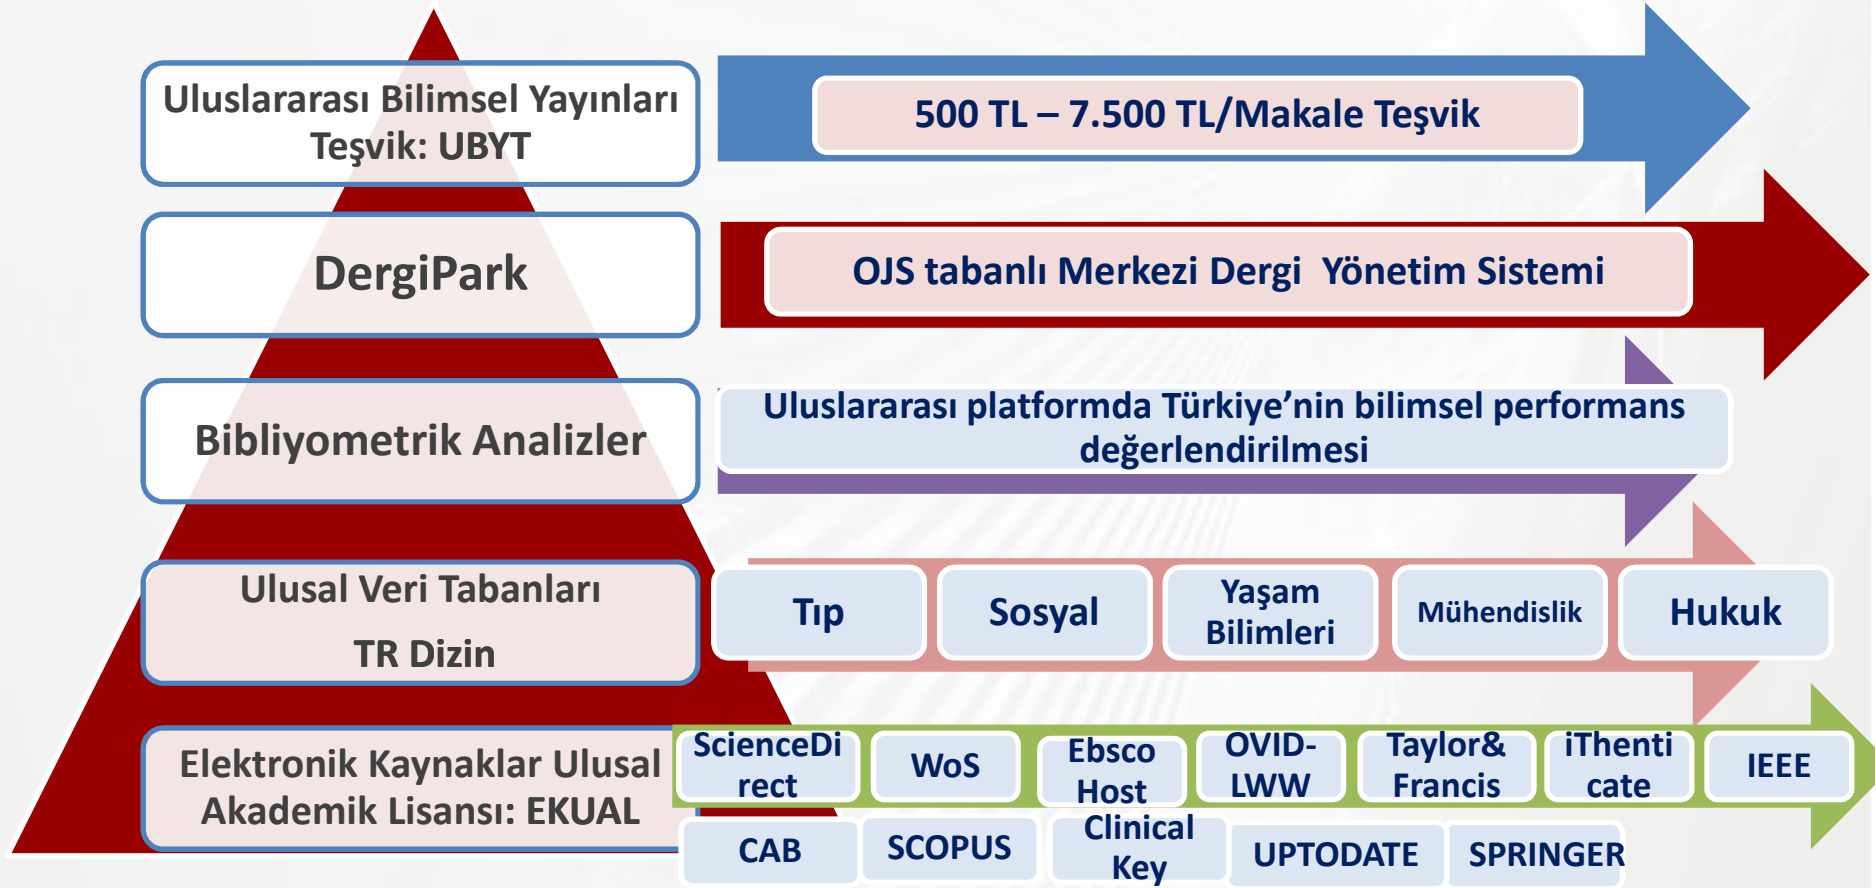 Uluslararası Bilimsel Yayınları
Teşvik: UBYT
500 TL – 7.500 TL/Makale Teşvik
DergiPark
OJS tabanlı Merkezi Dergi  Yönetim Sistemi
Bibliyometrik Analizler
Uluslararası platformda Türkiye’nin bilimsel performans
değerlendirilmesi
Ulusal Veri Tabanları
TR Dizin
Tıp
Sosyal
Yaşam
Bilimleri
Mühendislik
Hukuk
Elektronik Kaynaklar Ulusal
Akademik Lisansı: EKUAL
ScienceDi
rect
WoS
Ebsco
Host
OVID-
LWW
Taylor&
Francis
iThenti
cate
IEEE
CAB
SCOPUS
Clinical
Key
UPTODATE
SPRINGER